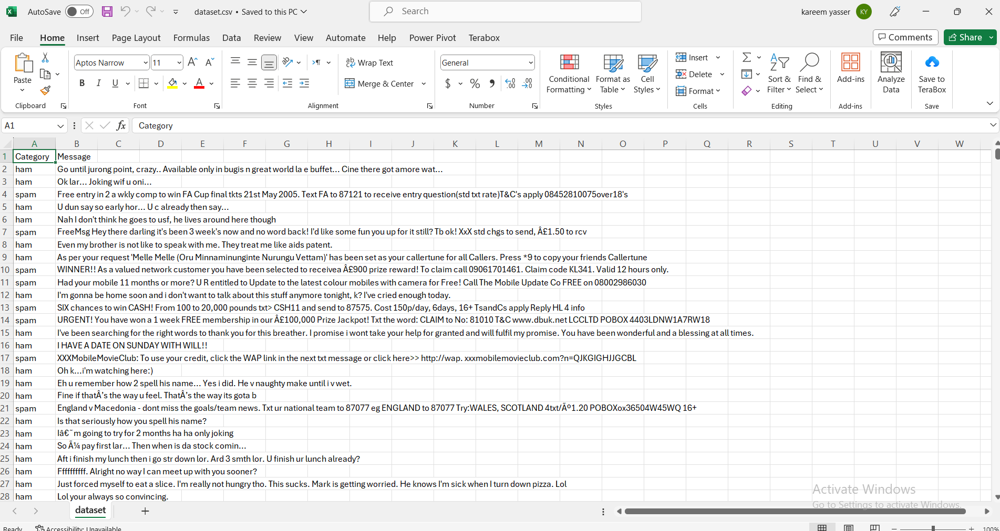 AutoSave Off dataset.csv • Saved to this PC Search kareem yasser KY
File Home Insert Page Layout Formulas Data Review View Automate Help Power Pivot Terabox Comments Share
Paste
Clipboard
Aptos Narrow 11
B I U A
Font
ab Wrap Text
Merge & Center
Alignment
General
$ % , .00 .00
Number
Conditional Formatting
Format as Table
Cell Styles
Styles
Insert
Delete
Format
Cells
Sort & Filter
Find & Select
Editing
Add-ins
Add-ins
Analyze Data
Save to TeraBox
Save
A1 fx Category
A B C D E F G H I J K L M N O P Q R S T U V W
1 Category Message
2 ham Go until jurong point, crazy.. Available only in bugis n great world la e buffet... Cine there got amore wat...
3 ham Ok lar... Joking wif u oni...
4 spam Free entry in 2 a wkly comp to win FA Cup final tkts 21st May 2005. Text FA to 87121 to receive entry question(std txt rate)T&C's apply 08452810075over18's
5 ham U dun say so early hor... U c already then say...
6 ham Nah I don't think he goes to usf, he lives around here though
7 spam FreeMsg Hey there darling it's been 3 week's now and no word back! I'd like some fun you up for it still? Tb ok! XxX std chgs to send, Â£1.50 to rcv
8 ham Even my brother is not like to speak with me. They treat me like aids patent.
9 ham As per your request 'Melle Melle (Oru Minnaminunginte Nurungu Vettam)' has been set as your callertune for all Callers. Press *9 to copy your friends Callertune
10 spam WINNER!! As a valued network customer you have been selected to receivea Â£900 prize reward! To claim call 09061701461. Claim code KL341. Valid 12 hours only.
11 spam Had your mobile 11 months or more? U R entitled to Update to the latest colour mobiles with camera for Free! Call The Mobile Update Co FREE on 08002986030
12 ham I'm gonna be home soon and i don't want to talk about this stuff anymore tonight, k? I've cried enough today.
13 spam SIX chances to win CASH! From 100 to 20,000 pounds txt> CSH11 and send to 87575. Cost 150p/day, 6days, 16+ TsandCs apply Reply HL 4 info
14 spam URGENT! You have won a 1 week FREE membership in our Â£100,000 Prize Jackpot! Txt the word: CLAIM to No: 81010 T&C www.dbuk.net LCCLTD POBOX 4403LDNW1A7RW18
15 ham I've been searching for the right words to thank you for this breather. I promise i wont take your help for granted and will fulfil my promise. You have been wonderful and a blessing at all times.
16 ham I HAVE A DATE ON SUNDAY WITH WILL!!
17 spam XXXMobileMovieClub: To use your credit, click the WAP link in the next txt message or click here>> http://wap. xxxmobilemovieclub.com?n=QJKGIGHJJGCBL
18 ham Oh k...i'm watching here:)
19 ham Eh u remember how 2 spell his name... Yes i did. He v naughty make until i v wet.
20 ham Fine if thatÂ’s the way u feel. ThatÂ’s the way its gota b
21 spam England v Macedonia - dont miss the goals/team news. Txt ur national team to 87077 eg ENGLAND to 87077 Try:WALES, SCOTLAND 4txt/Ãº1.20 POBOXox36504W45WQ 16+
22 ham Is that seriously how you spell his name?
23 ham Iâ€˜m going to try for 2 months ha ha only joking
24 ham So Ã¼ pay first lar... Then when is da stock comin...
25 ham Aft i finish my lunch then i go str down lor. Ard 3 smth lor. U finish ur lunch already?
26 ham Ffffffffff. Alright no way I can meet up with you sooner?
27 ham Just forced myself to eat a slice. I'm really not hungry tho. This sucks. Mark is getting worried. He knows I'm sick when I turn down pizza. Lol
28 ham Lol your always so convincing.
Activate Windows
Go to Settings to activate Windows.
dataset
Ready Accessibility: Unavailable 100%